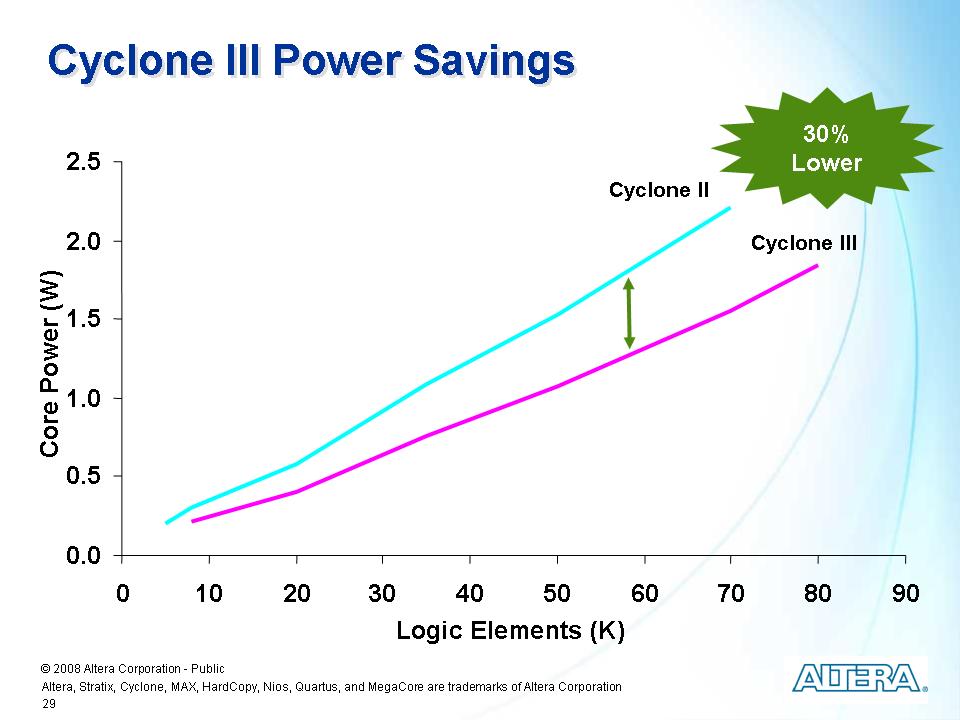 Cyclone III Power Savings
30%
Lower
2.5
Cyclone II
2.0
Cyclone III
Core Power (W)
1.5
1.0
0.5
0.0
0 10 20 30 40 50 60 70 80 90
Logic Elements (K)
© 2008 Altera Corporation - Public
Altera, Stratix, Cyclone, MAX, HardCopy, Nios, Quartus, and MegaCore are trademarks of Altera Corporation
29
ALTERA®